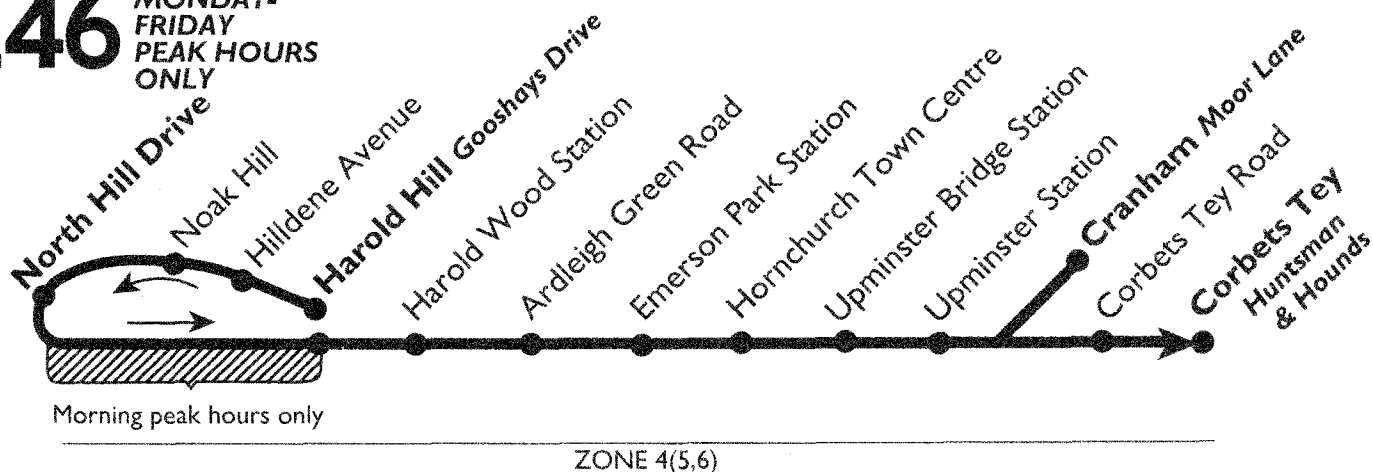 46
MONDAY-
FRIDAY
PEAK HOURS
ONLY
North Hill Drive
Noak Hill
Hilldene Avenue
Harold Hill Gooshays Drive
Harold Wood Station
Ardleigh Green Road
Emerson Park Station
Hornchurch Town Centre
Upminster Bridge Station
Upminster Station
Cranham Moor Lane
Corbets Tey Road
Corbets Tey
Huntsman
& Hounds
Morning peak hours only
ZONE 4(5,6)